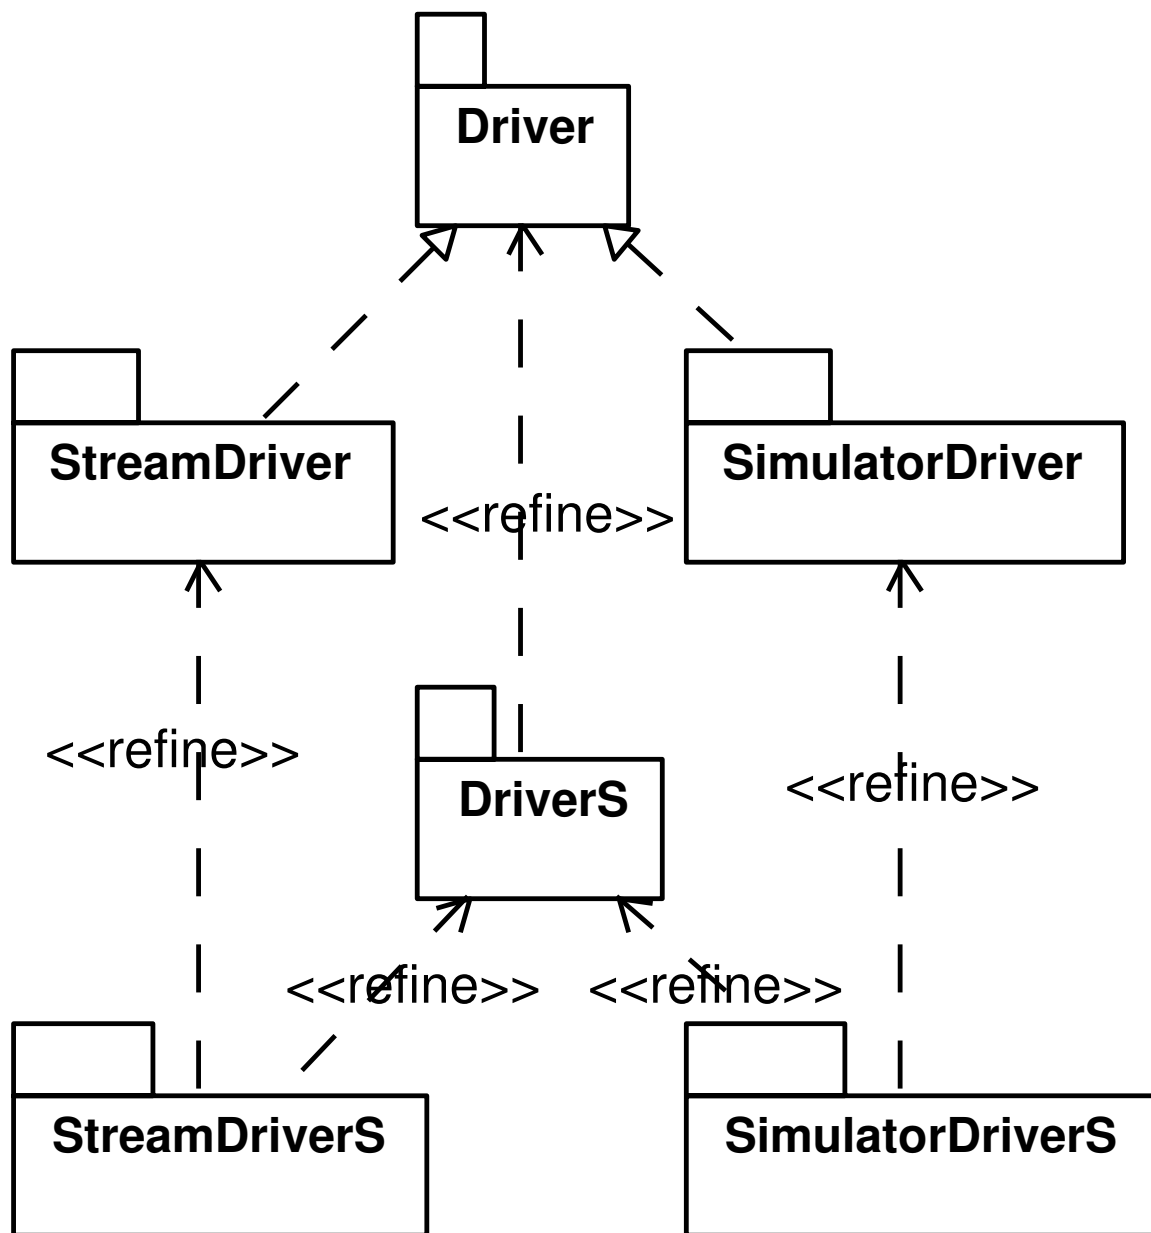 Driver
StreamDriver
SimulatorDriver
<<refine>>
<<refine>>
DriverS
<<refine>>
<<refine>>
<<refine>>
StreamDriverS
SimulatorDriverS